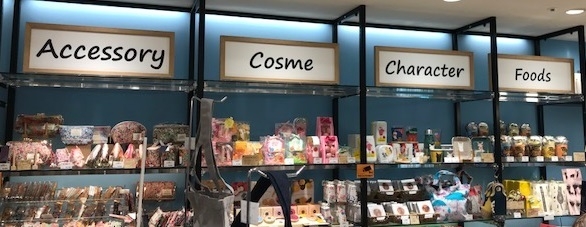 Accessory
Cosme
Character
Foods